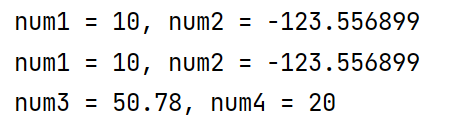 num1 = 10, num2 = -123.556899
num1 = 10, num2 = -123.556899
num3 = 50.78, num4 = 20